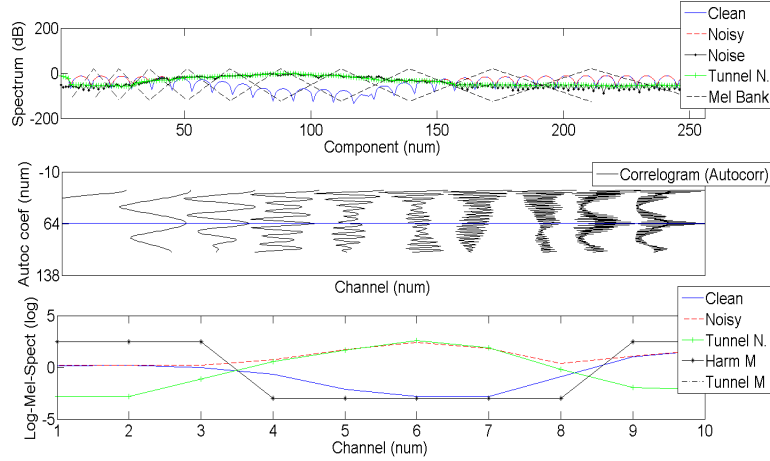 200
0
-200
Spectrum (dB)
50
100
150
200
250
Component (num)
Clean
Noisy
Noise
Tunnel N.
Mel Bank
-10
64
138
Autoc coef (num)
Channel (num)
Correlogram (Autocorr)
5
0
-5
Log-Mel-Spect (log)
1
2
3
4
5
6
7
8
9
10
Channel (num)
Clean
Noisy
Tunnel N.
Harm M
Tunnel M